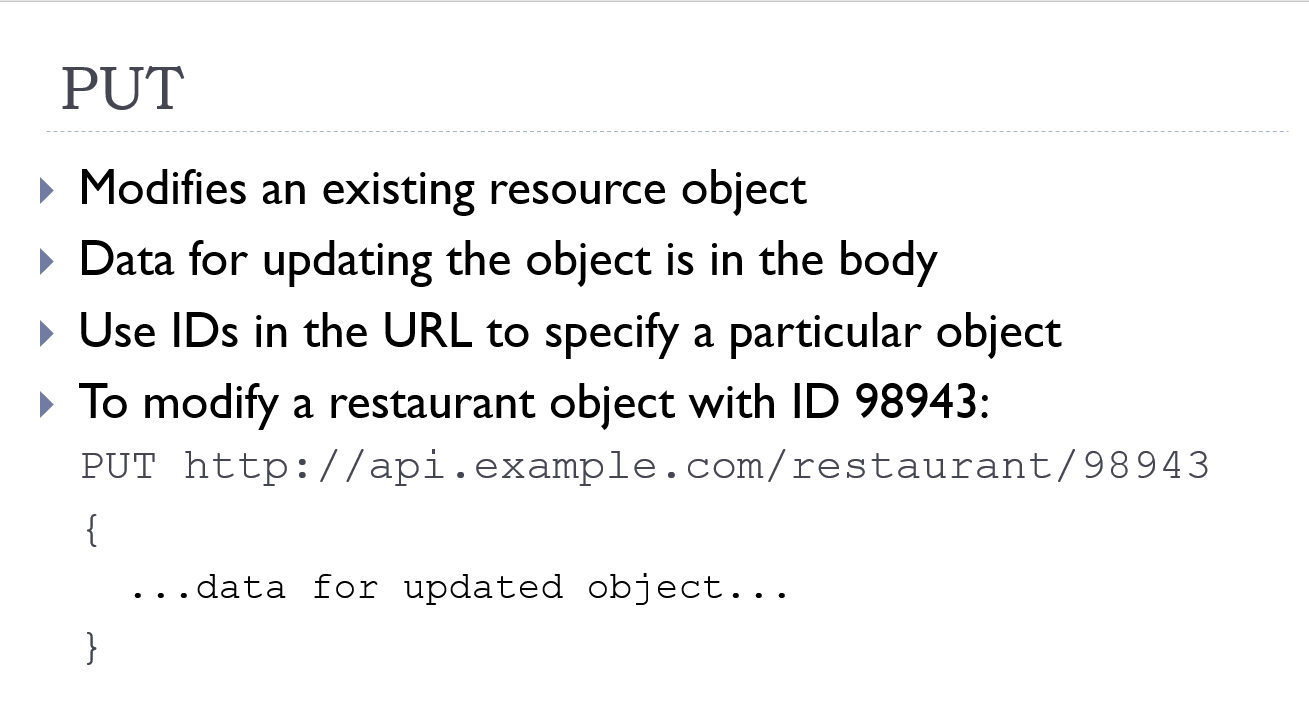 PUT
Modifies an existing resource object
Data for updating the object is in the body
Use IDs in the URL to specify a particular object
To modify a restaurant object with ID 98943:
PUT http://api.example.com/restaurant/98943
{
...data for updated object...
}